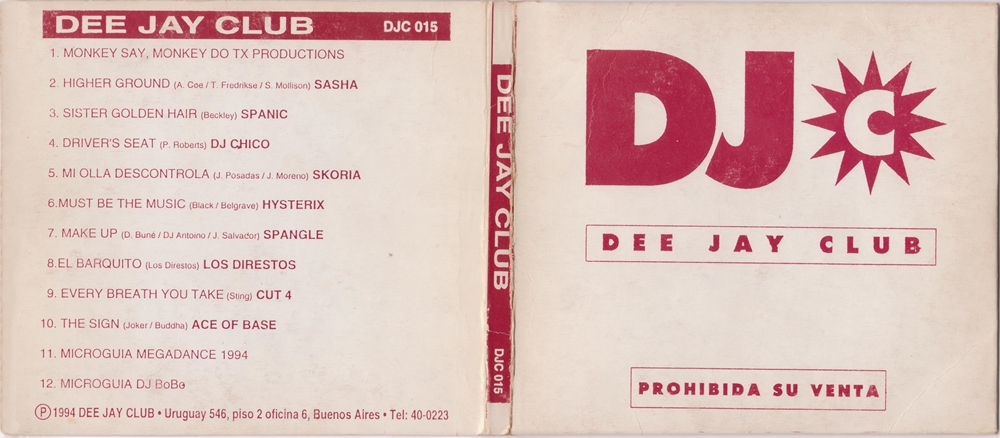 DEE JAY CLUB DJC 015
1. MONKEY SAY, MONKEY DO TX PRODUCTIONS
2. HIGHER GROUND (A. Coe / T. Fredrikse / S. Mollison) SASHA
3. SISTER GOLDEN HAIR (Beckley) SPANIC
4. DRIVER'S SEAT (P. Roberts) DJ CHICO
5. MI OLLA DESCONTROLA (J. Posadas / J. Moreno) SKORIA
6.MUST BE THE MUSIC (Black / Belgrave) HYSTERIX
7. MAKE UP (D. Buné / DJ Antoino / J. Salvador) SPANGLE
8.EL BARQUITO (Los Direstos) LOS DIRESTOS
9. EVERY BREATH YOU TAKE (Sting) CUT 4
10. THE SIGN (Joker / Buddha) ACE OF BASE
11. MICROGUIA MEGADANCE 1994
12. MICROGUIA DJ BoBo
Ⓟ 1994 DEE JAY CLUB • Uruguay 546, piso 2 oficina 6, Buenos Aires • Tel: 40-0223
DEE JAY CLUB
DJC 015
DJC
DEE JAY CLUB
PROHIBIDA SU VENTA